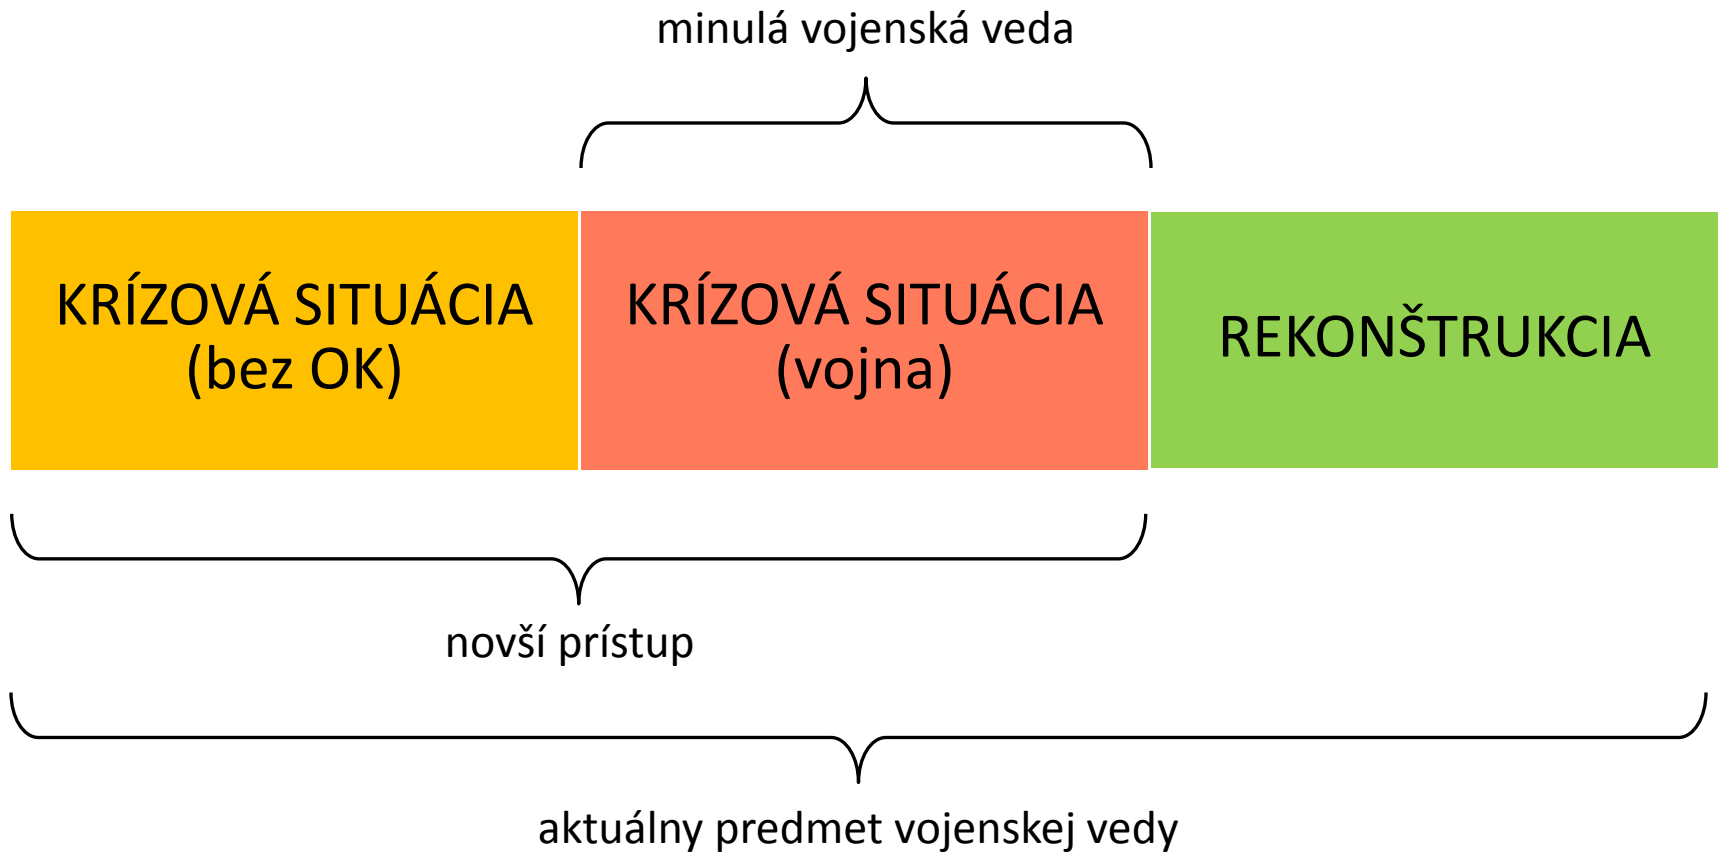 minulá vojenská veda
KRÍZOVÁ SITUÁCIA
(bez OK)
KRÍZOVÁ SITUÁCIA
(vojna)
REKONŠTRUKCIA
novší prístup
aktuálny predmet vojenskej vedy